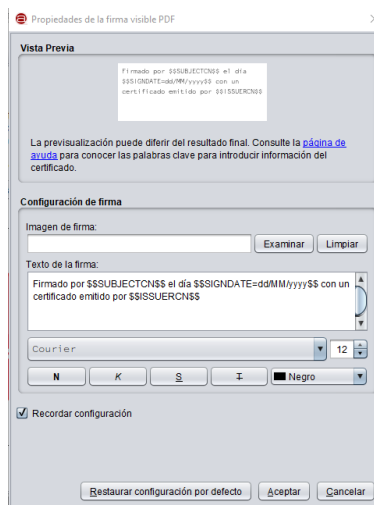 Propiedades de la firma visible PDF
Vista Previa
Firmado por $$SUBJECTCN$$ el día
$$SIGNDATE=dd/MM/yyyy$$ con un
certificado emitido por $$ISSUERCN$$
La previsualización puede diferir del resultado final. Consulte la página de
ayuda para conocer las palabras clave para introducir información del
certificado.
Configuración de firma
Imagen de firma:
Examinar Limpiar
Texto de la firma:
Firmado por $$SUBJECTCN$$ el día $$SIGNDATE=dd/MM/yyyy$$ con un
certificado emitido por $$ISSUERCN$$
Courier 12
N K S T Negro
Recordar configuración
Restaurar configuración por defecto Aceptar Cancelar